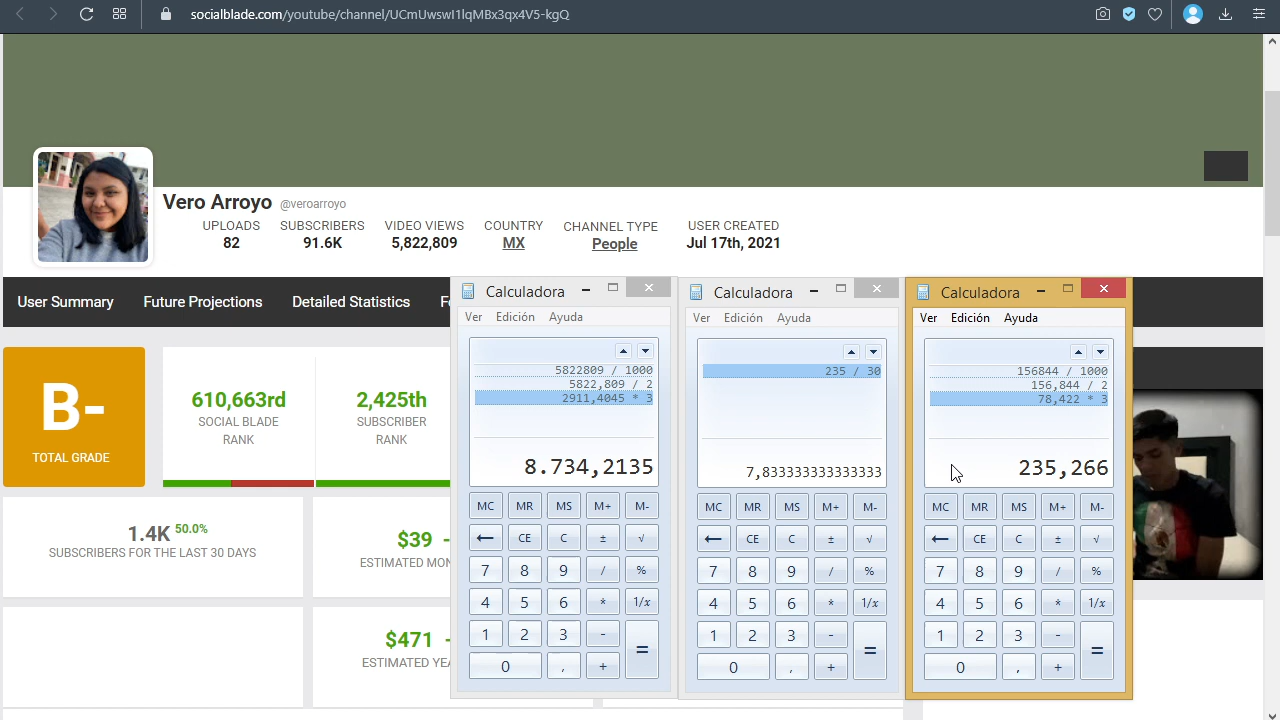 socialblade.com/youtube/channel/UCmUwswI1lqMBx3qx4V5-kgQ
Vero Arroyo @veroarroyo
UPLOADS SUBSCRIBERS VIDEO VIEWS COUNTRY CHANNEL TYPE USER CREATED
82 91.6K 5,822,809 MX People Jul 17th, 2021
User Summary Future Projections Detailed Statistics F
B-
TOTAL GRADE
610,663rd
SOCIAL BLADE
RANK
2,425th
SUBSCRIBER
RANK
1.4K 50.0%
SUBSCRIBERS FOR THE LAST 30 DAYS
$39 -
ESTIMATED MON
$471 -
ESTIMATED YEA
Calculadora
Ver Edición Ayuda
5822809 / 1000
5822,809 / 2
2911,4045 * 3
8.734,2135
MC MR MS M+ M-
← CE C ± √
7 8 9 / %
4 5 6 * 1/x
1 2 3 - =
0 , +
Calculadora
Ver Edición Ayuda
235 / 30
7,833333333333333
MC MR MS M+ M-
← CE C ± √
7 8 9 / %
4 5 6 * 1/x
1 2 3 - =
0 , +
Calculadora
Ver Edición Ayuda
156844 / 1000
156,844 / 2
78,422 * 3
235,266
MC MR MS M+ M-
← CE C ± √
7 8 9 / %
4 5 6 * 1/x
1 2 3 - =
0 , +